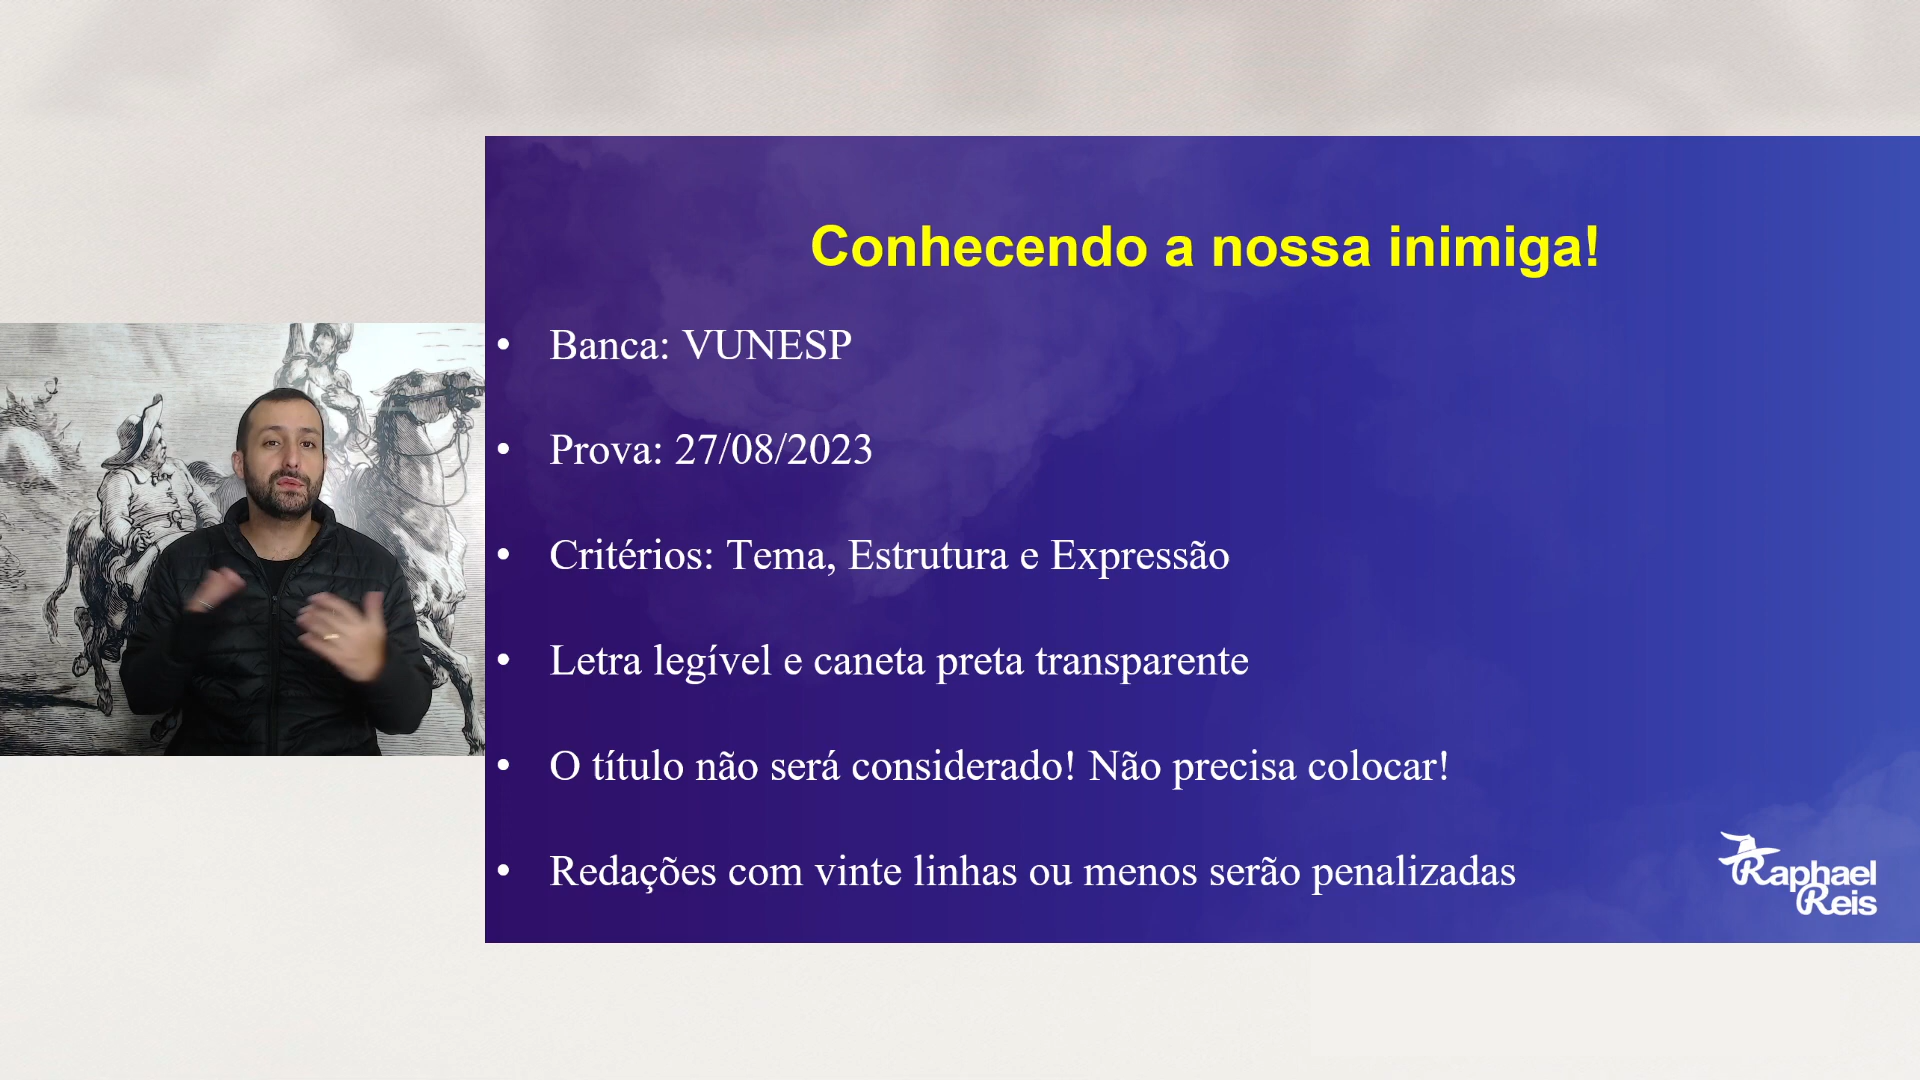 Conhecendo a nossa inimiga!
• Banca: VUNESP
• Prova: 27/08/2023
• Critérios: Tema, Estrutura e Expressão
• Letra legível e caneta preta transparente
• O título não será considerado! Não precisa colocar!
• Redações com vinte linhas ou menos serão penalizadas
Raphael
Reis